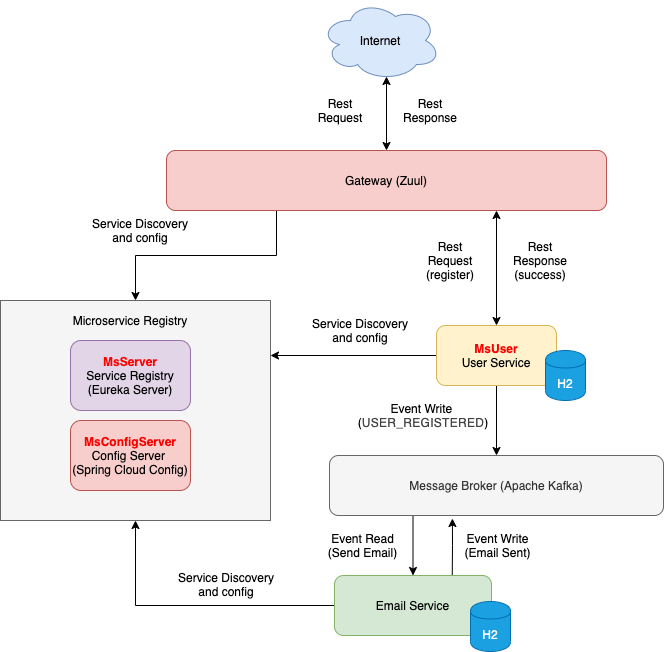 Internet
Rest
Request
Rest
Response
Gateway (Zuul)
Service Discovery
and config
Rest
Request
(register)
Rest
Response
(success)
Microservice Registry
MsServer
Service Registry
(Eureka Server)
MsConfigServer
Config Server
(Spring Cloud Config)
Service Discovery
and config
MsUser
User Service
H2
Event Write
(USER_REGISTERED)
Message Broker (Apache Kafka)
Event Read
(Send Email)
Event Write
(Email Sent)
Service Discovery
and config
Email Service
H2